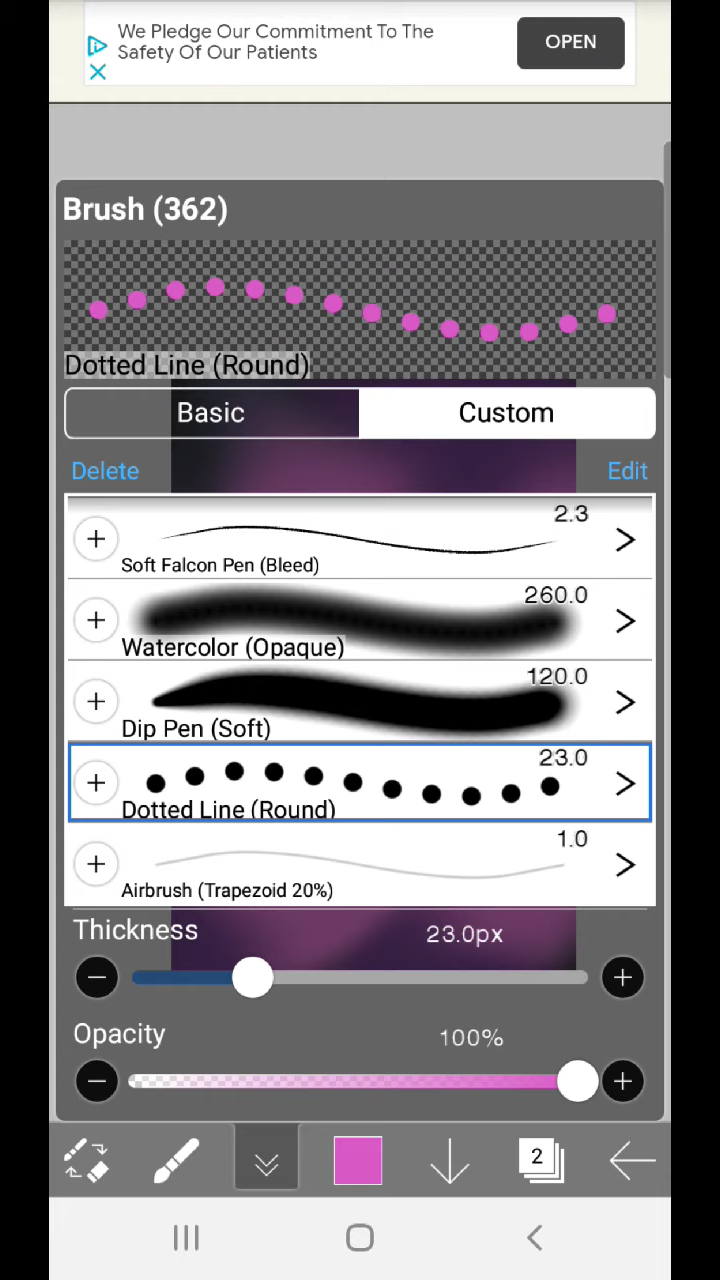 We Pledge Our Commitment To The
Safety Of Our Patients
OPEN
Brush (362)
Dotted Line (Round)
Basic
Custom
Delete
Edit
2.3
Soft Falcon Pen (Bleed)
260.0
Watercolor (Opaque)
120.0
Dip Pen (Soft)
23.0
Dotted Line (Round)
1.0
Airbrush (Trapezoid 20%)
Thickness
23.0px
Opacity
100%
2